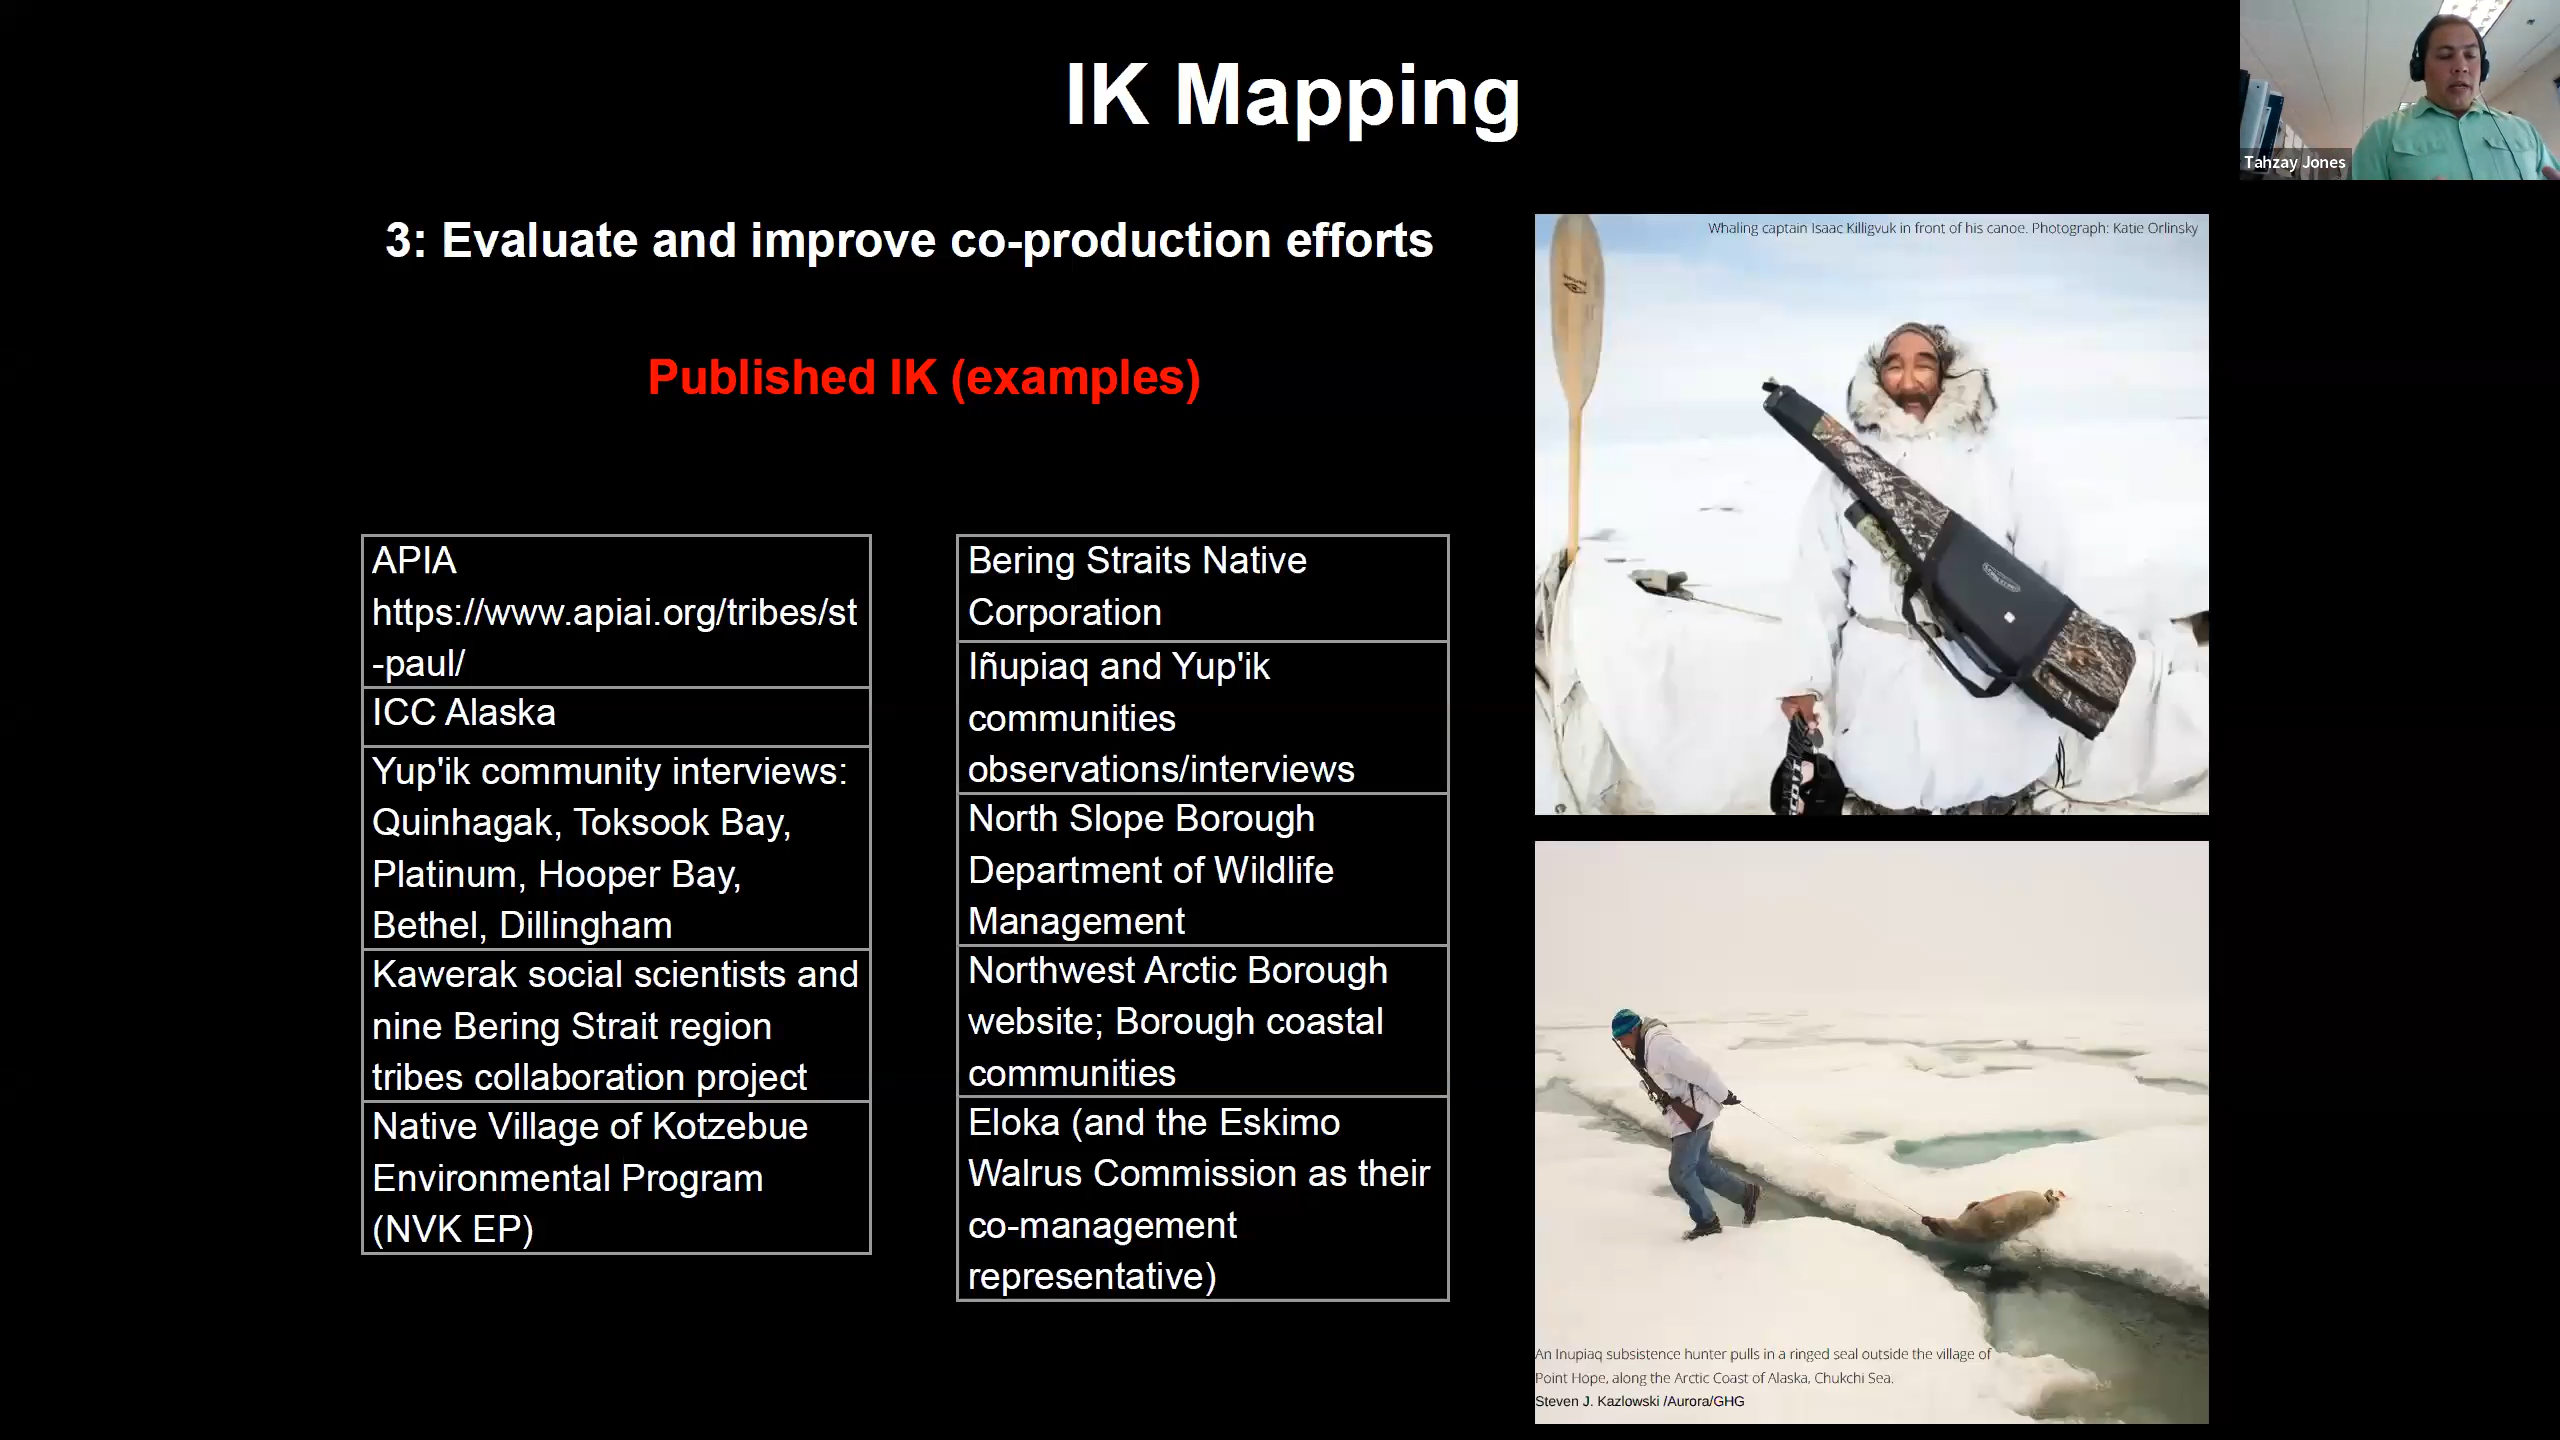 IK Mapping
Tahzay Jones
3: Evaluate and improve co-production efforts
Published IK (examples)
APIA
https://www.apiai.org/tribes/st
-paul/
ICC Alaska
Yup'ik community interviews:
Quinhagak, Toksook Bay,
Platinum, Hooper Bay,
Bethel, Dillingham
Kawerak social scientists and
nine Bering Strait region
tribes collaboration project
Native Village of Kotzebue
Environmental Program
(NVK EP)
Bering Straits Native
Corporation
Iñupiaq and Yup'ik
communities
observations/interviews
North Slope Borough
Department of Wildlife
Management
Northwest Arctic Borough
website; Borough coastal
communities
Eloka (and the Eskimo
Walrus Commission as their
co-management
representative)
Whaling captain Isaac Killigvuk in front of his canoe. Photograph: Katie Orlinsky
An Inupiaq subsistence hunter pulls in a ringed seal outside the village of
Point Hope, along the Arctic Coast of Alaska, Chukchi Sea.
Steven J. Kazlowski /Aurora/GHG